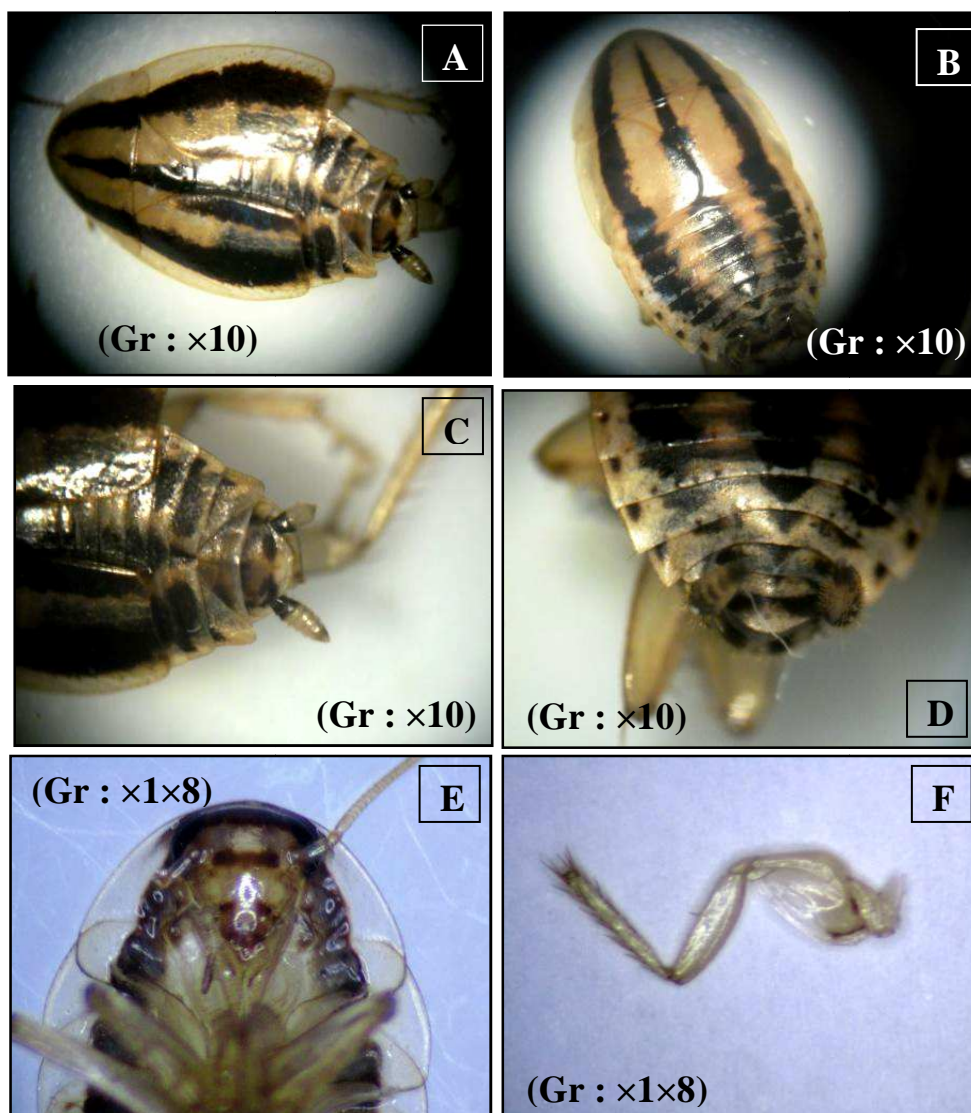 A
(Gr : ×10)
B
(Gr : ×10)
C
(Gr : ×10)
(Gr : ×10)
D
(Gr : ×1×8)
E
F
(Gr : ×1×8)